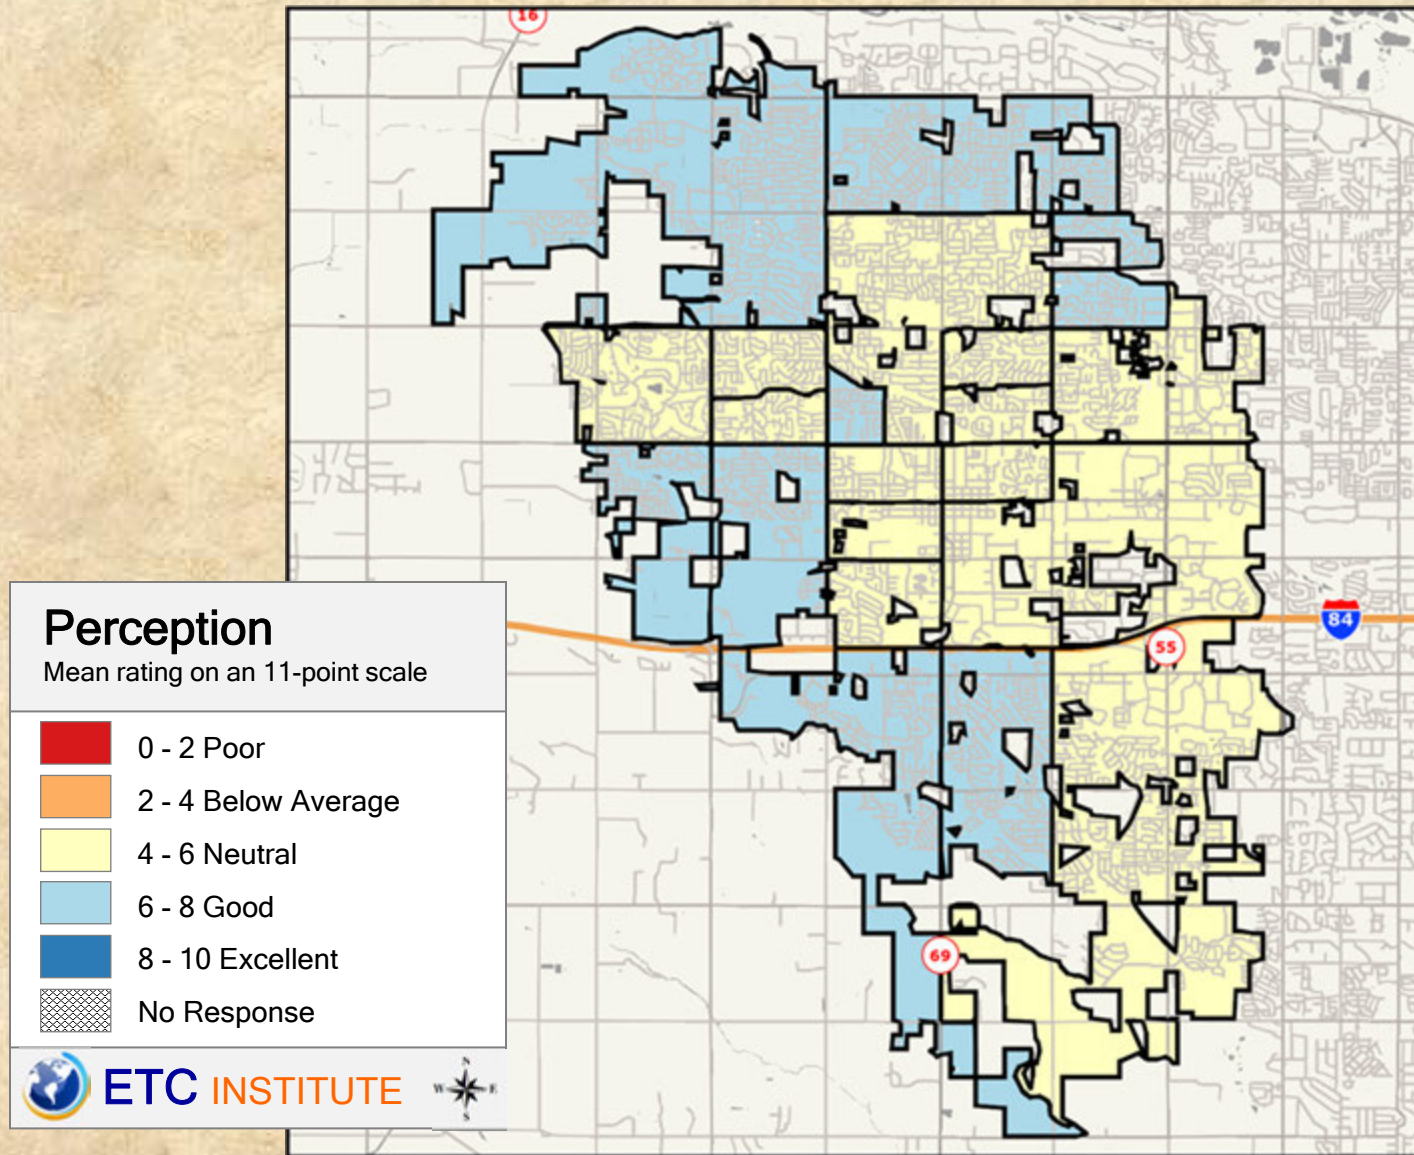 16
84
55
69
Perception
Mean rating on an 11-point scale
0 - 2 Poor
2 - 4 Below Average
4 - 6 Neutral
6 - 8 Good
8 - 10 Excellent
No Response
ETC INSTITUTE
N
W E
S